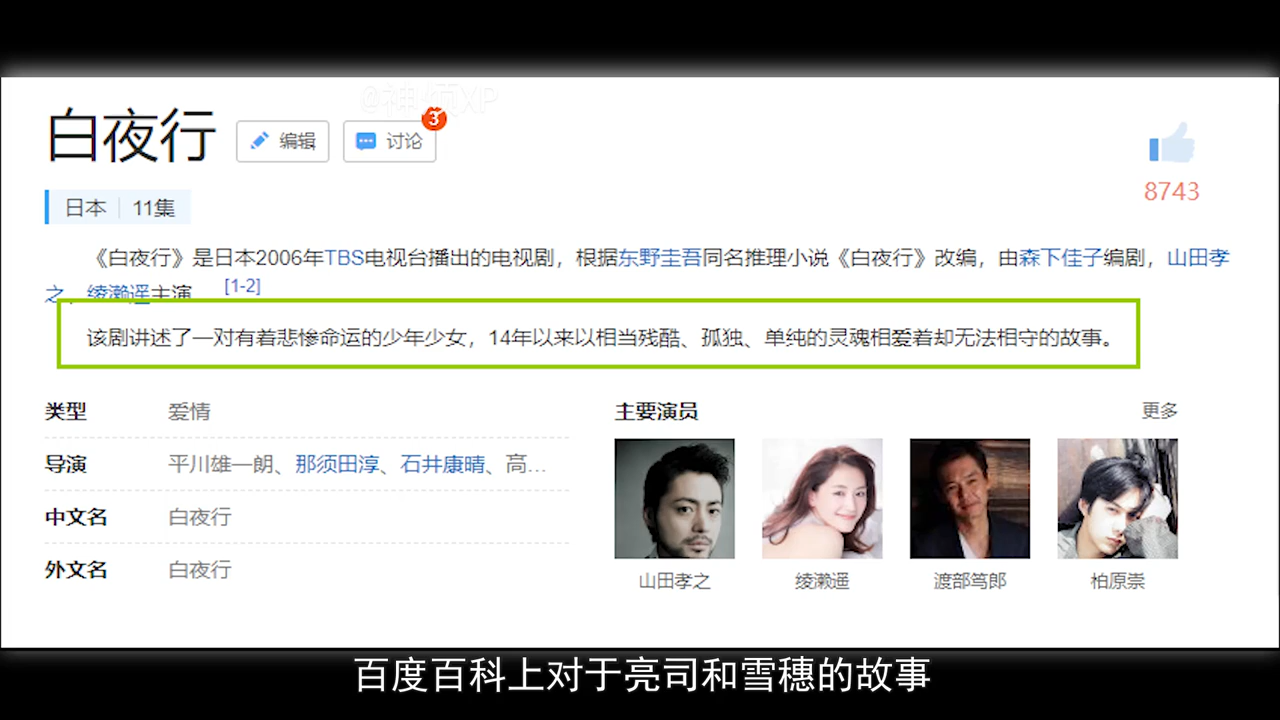 @神烦XP
白夜行
编辑
讨论
3
8743
日本 11集
《白夜行》是日本2006年TBS电视台播出的电视剧，根据东野圭吾同名推理小说《白夜行》改编，由森下佳子编剧，山田孝
之、绫濑遥主演 [1-2]
该剧讲述了一对有着悲惨命运的少年少女，14年以来以相当残酷、孤独、单纯的灵魂相爱着却无法相守的故事。
类型 爱情
导演 平川雄一朗、那须田淳、石井康晴、高...
中文名 白夜行
外文名 白夜行
主要演员 更多
山田孝之 绫濑遥 渡部笃郎 柏原崇
百度百科上对于亮司和雪穗的故事